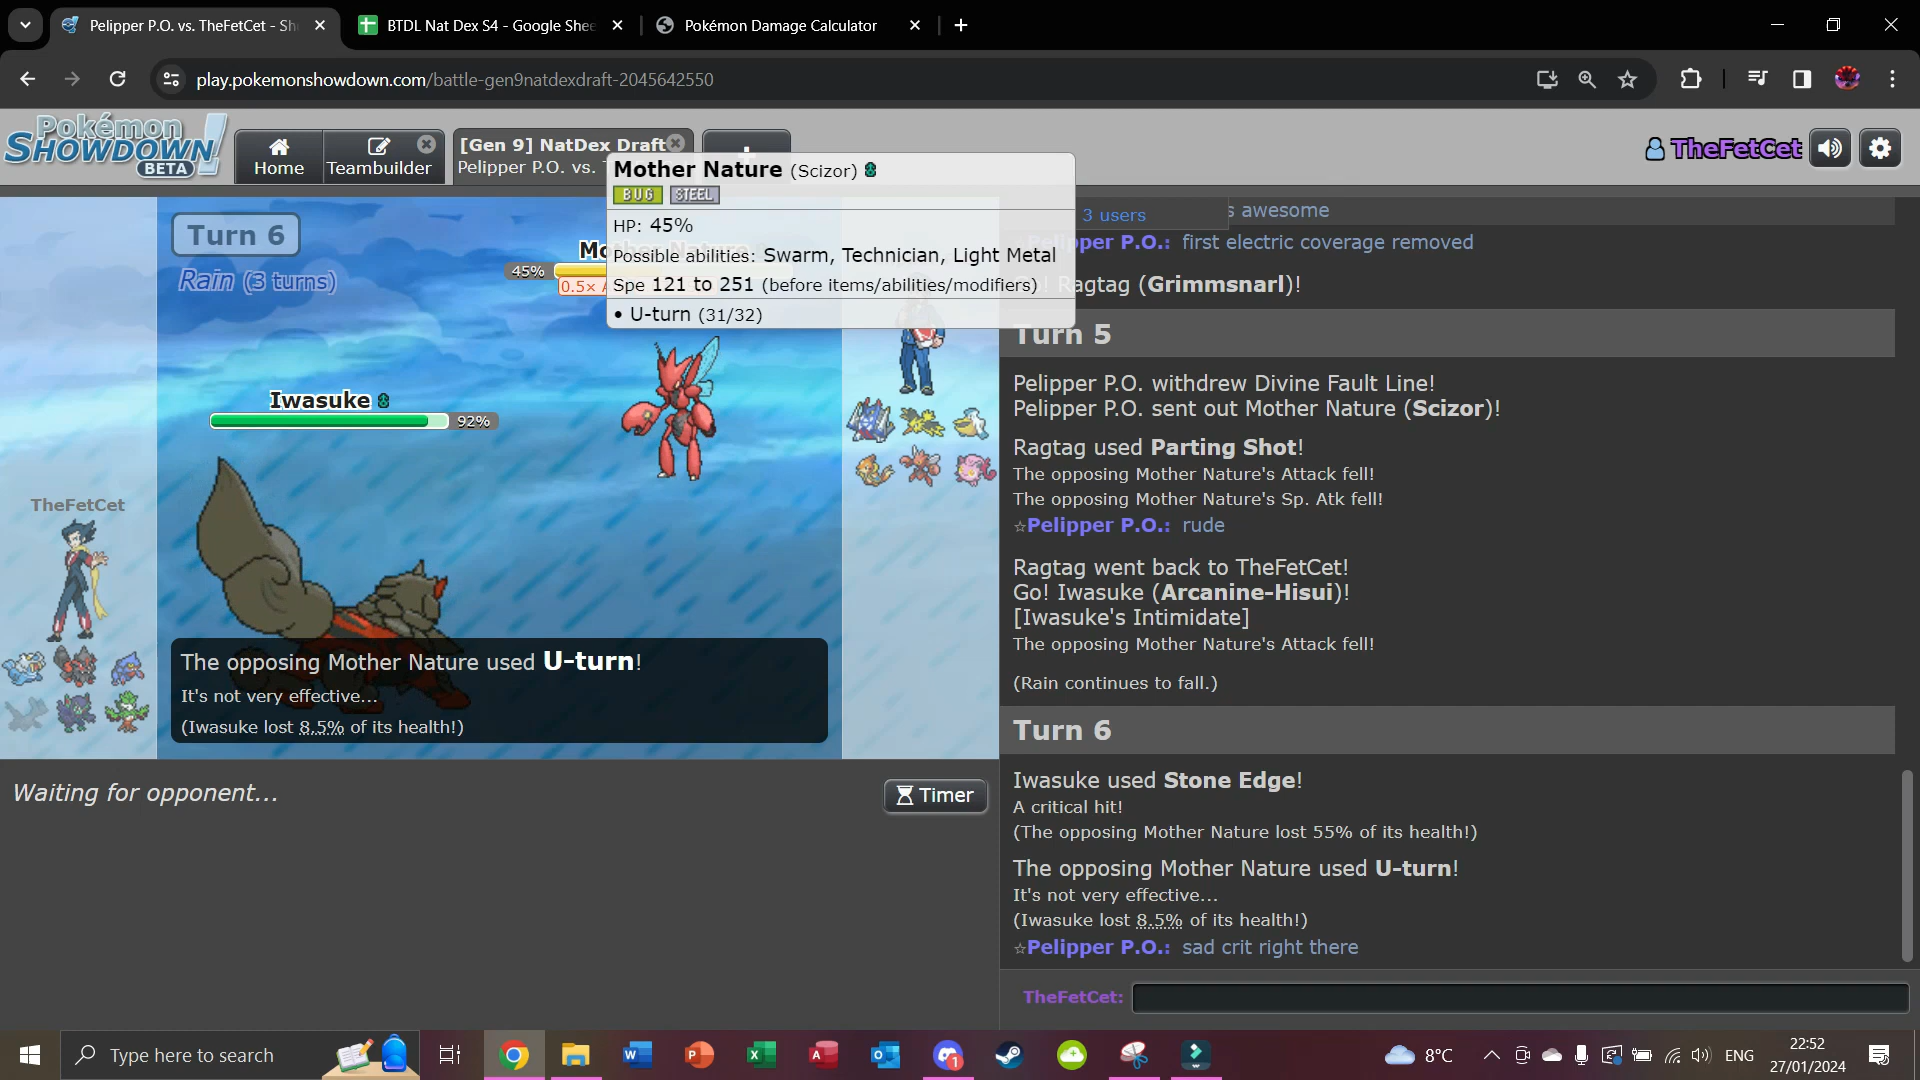 Pelipper P.O. vs. TheFetCet - Sh
BTDL Nat Dex S4 - Google Shee
Pokémon Damage Calculator
play.pokemonshowdown.com/battle-gen9natdexdraft-2045642550
Pokémon
SHOWDOWN!
BETA
Home
Teambuilder
[Gen 9] NatDex Draft
Pelipper P.O. vs.
TheFetCet
Mother Nature (Scizor)
BUG STEEL
HP: 45%
Possible abilities: Swarm, Technician, Light Metal
Spe 121 to 251 (before items/abilities/modifiers)
• U-turn (31/32)
Turn 6
Rain (3 turns)
45%
0.5×
Iwasuke
92%
TheFetCet
The opposing Mother Nature used U-turn!
It's not very effective...
(Iwasuke lost 8.5% of its health!)
Waiting for opponent...
Timer
3 users
s awesome
Pelipper P.O.: first electric coverage removed
Ragtag (Grimmsnarl)!
Turn 5
Pelipper P.O. withdrew Divine Fault Line!
Pelipper P.O. sent out Mother Nature (Scizor)!
Ragtag used Parting Shot!
The opposing Mother Nature's Attack fell!
The opposing Mother Nature's Sp. Atk fell!
☆Pelipper P.O.: rude
Ragtag went back to TheFetCet!
Go! Iwasuke (Arcanine-Hisui)!
[Iwasuke's Intimidate]
The opposing Mother Nature's Attack fell!
(Rain continues to fall.)
Turn 6
Iwasuke used Stone Edge!
A critical hit!
(The opposing Mother Nature lost 55% of its health!)
The opposing Mother Nature used U-turn!
It's not very effective...
(Iwasuke lost 8.5% of its health!)
☆Pelipper P.O.: sad crit right there
TheFetCet:
Type here to search
8°C
ENG
22:52
27/01/2024